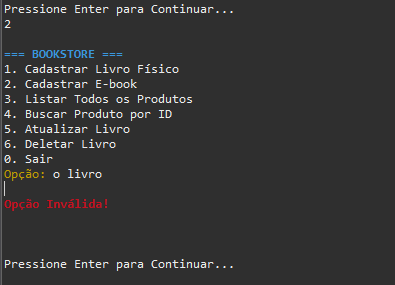 Pressione Enter para Continuar...
2
=== BOOKSTORE ===
1. Cadastrar Livro Físico
2. Cadastrar E-book
3. Listar Todos os Produtos
4. Buscar Produto por ID
5. Atualizar Livro
6. Deletar Livro
0. Sair
Opção: o livro
Opção Inválida!
Pressione Enter para Continuar...